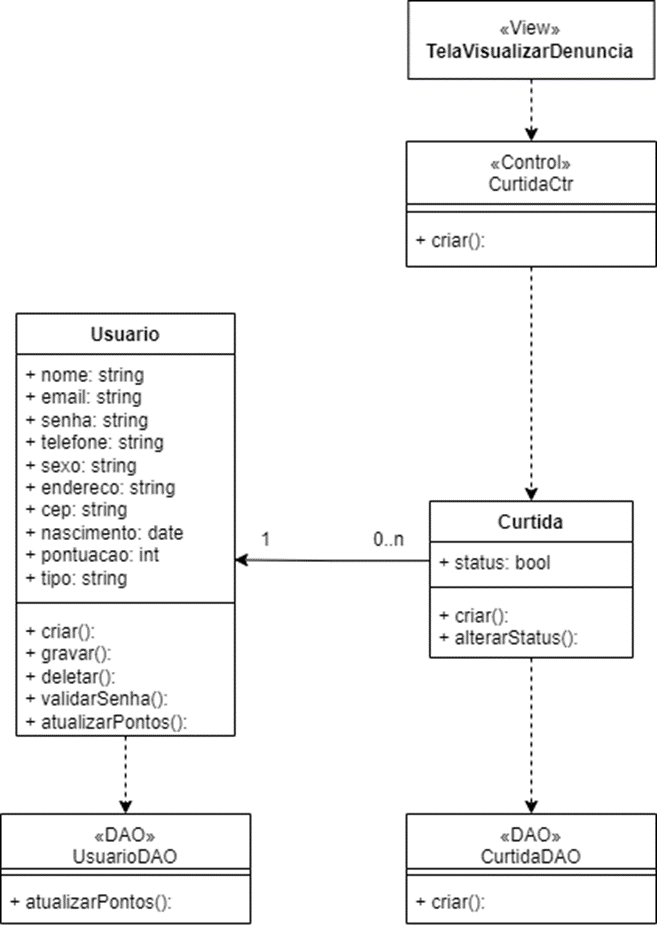 «View»
TelaVisualizarDenuncia
«Control»
CurtidaCtr
+ criar():
Usuario
+ nome: string
+ email: string
+ senha: string
+ telefone: string
+ sexo: string
+ endereco: string
+ cep: string
+ nascimento: date
+ pontuacao: int
+ tipo: string
+ criar():
+ gravar():
+ deletar():
+ validarSenha():
+ atualizarPontos():
1
0..n
Curtida
+ status: bool
+ criar():
+ alterarStatus():
«DAO»
UsuarioDAO
+ atualizarPontos():
«DAO»
CurtidaDAO
+ criar():